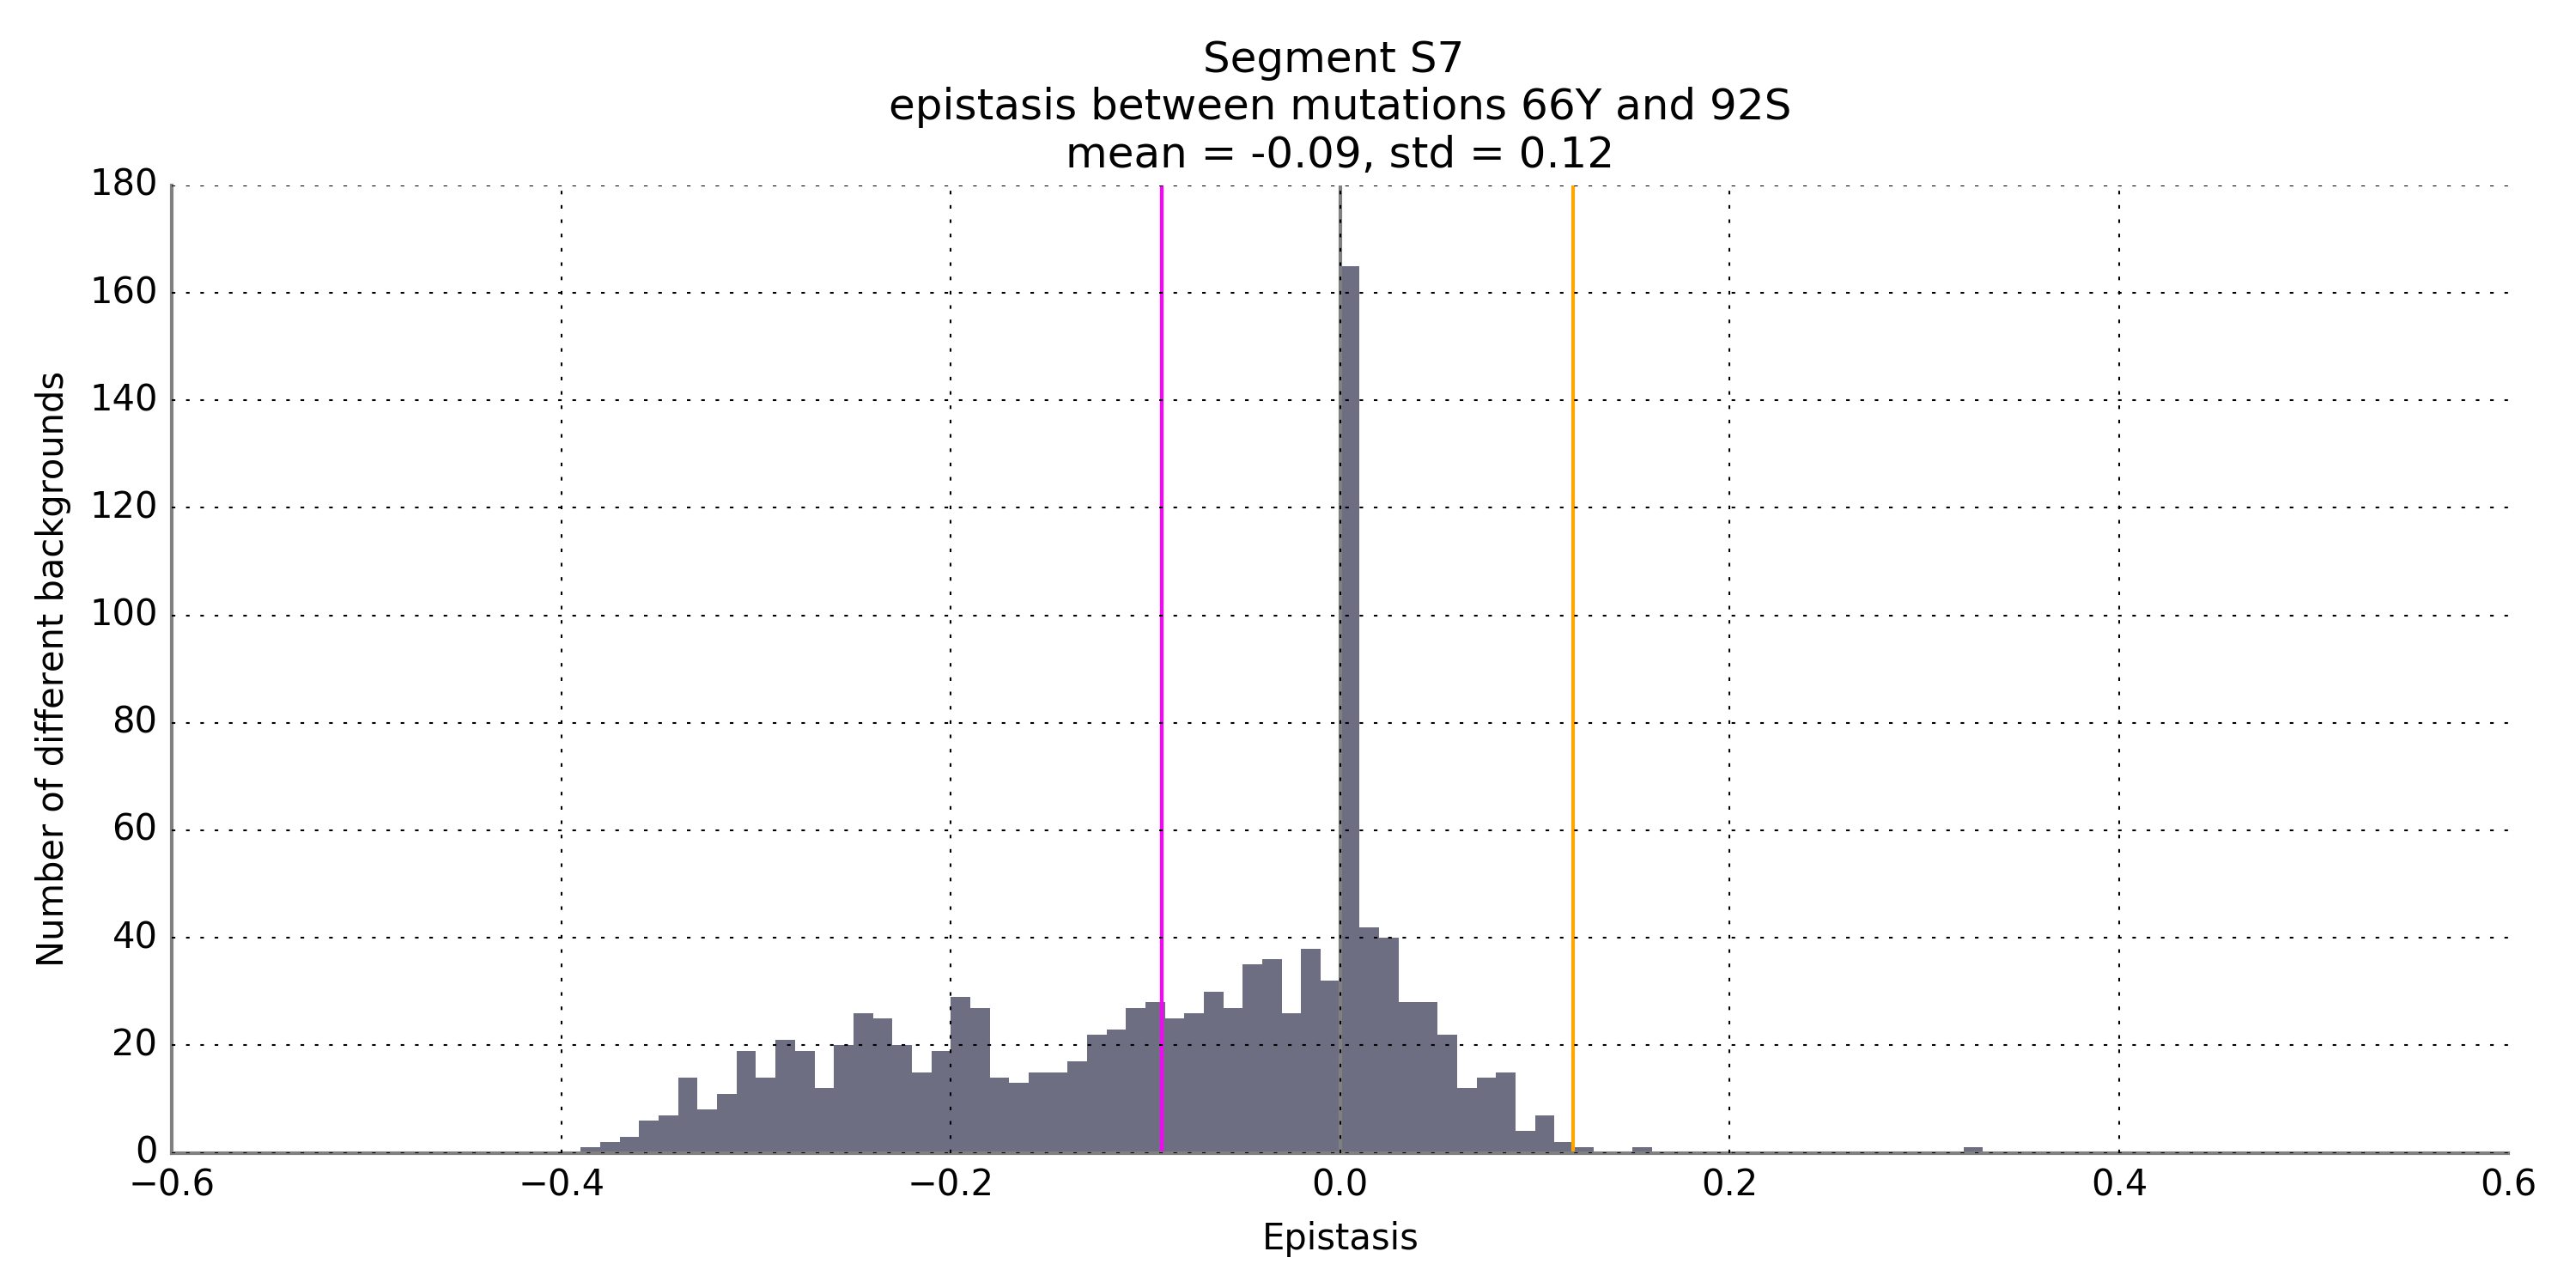 Segment S7
epistasis between mutations 66Y and 92S
mean = -0.09, std = 0.12
Number of different backgrounds
180
160
140
120
100
80
60
40
20
0
−0.6 −0.4 −0.2 0.0 0.2 0.4 0.6
Epistasis